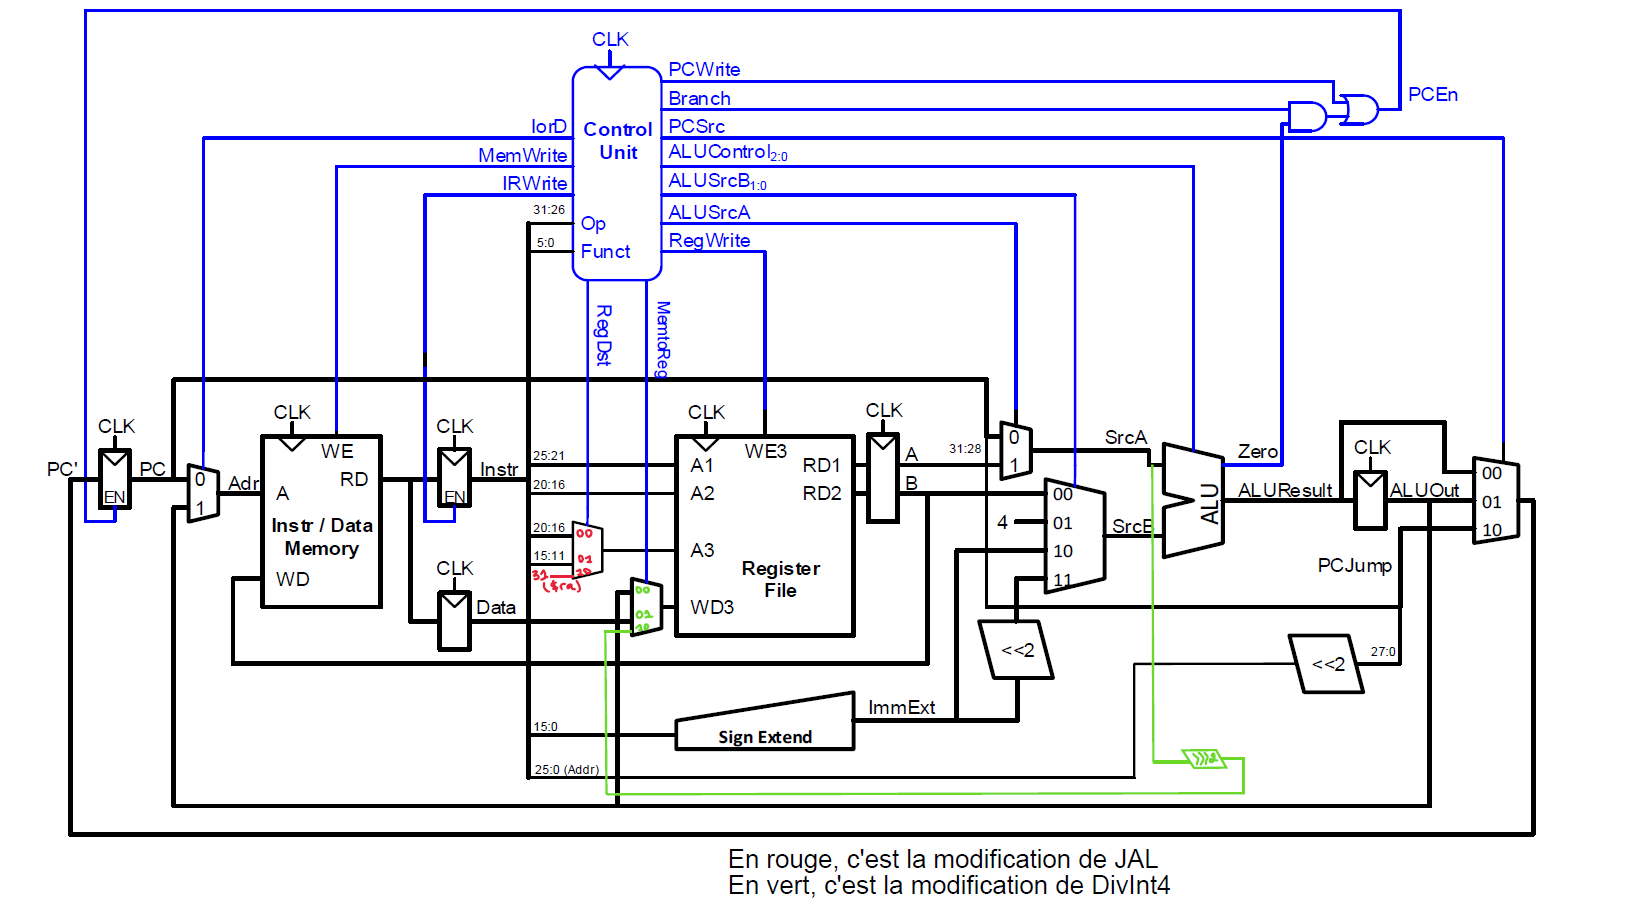 CLK
PCWrite
Branch
PCEn
IorD
Control
Unit
PCSrc
MemWrite
ALUControl2:0
IRWrite
ALUSrcB1:0
31:26
Op
ALUSrcA
5:0
Funct
RegWrite
RegDst
MemtoReg
CLK
CLK
CLK
CLK
CLK
PC'
PC
EN
0
1
Adr
WE
RD
A
Instr / Data
Memory
WD
EN
Instr
CLK
Data
25:21
20:16
20:16
15:11
31
($ra)
00
01
10
00
01
10
A1
A2
A3
WD3
WE3
RD1
RD2
Register
File
A
B
31:28
0
1
SrcA
4
00
01
10
11
SrcB
ALU
Zero
ALUResult
CLK
ALUOut
00
01
10
PCJump
<<2
<<2
27:0
ImmExt
15:0
Sign Extend
>>>2
25:0 (Addr)
En rouge, c'est la modification de JAL
En vert, c'est la modification de DivInt4